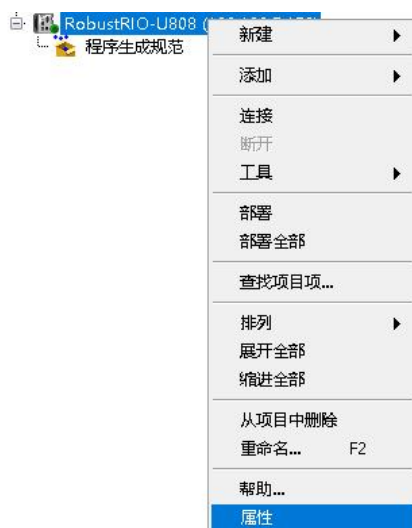 RobustRIO-U808 (
程序生成规范
新建
添加
连接
断开
工具
部署
部署全部
查找项目项...
排列
展开全部
缩进全部
从项目中删除
重命名... F2
帮助...
属性